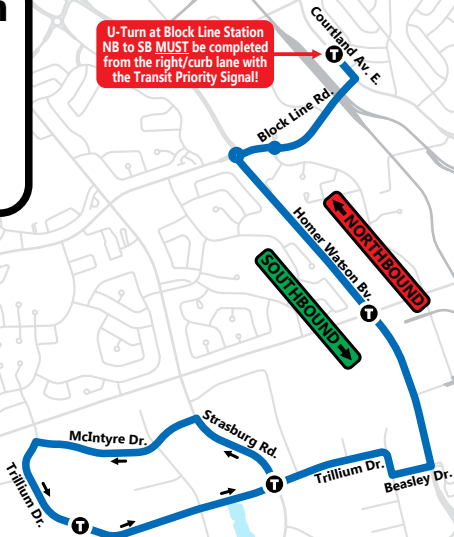 n
U-Turn at Block Line Station
NB to SB MUST be completed
from the right/curb lane with
the Transit Priority Signal!
T
Courtland Av. E.
Block Line Rd.
Homer Watson Bv.
NORTHBOUND
SOUTHBOUND
T
McIntyre Dr.
Strasburg Rd.
Trillium Dr.
T
Trillium Dr.
Beasley Dr.
T